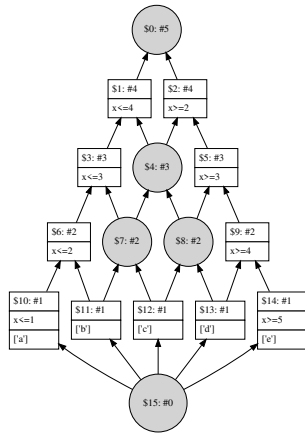 $0: #5
$1: #4
x<=4
$2: #4
x>=2
$3: #3
x<=3
$4: #3
$5: #3
x>=3
$6: #2
x<=2
$7: #2
$8: #2
$9: #2
x>=4
$10: #1
x<=1
['a']
$11: #1
['b']
$12: #1
['c']
$13: #1
['d']
$14: #1
x>=5
['e']
$15: #0